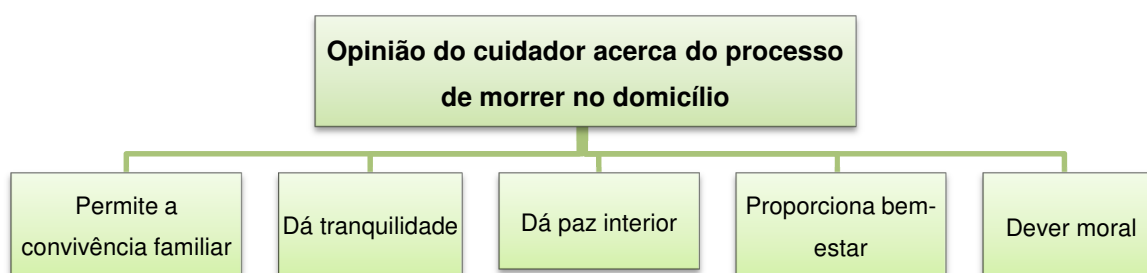 Opinião do cuidador acerca do processo
de morrer no domicílio
Permite a
convivência familiar
Dá tranquilidade
Dá paz interior
Proporciona bem-
estar
Dever moral